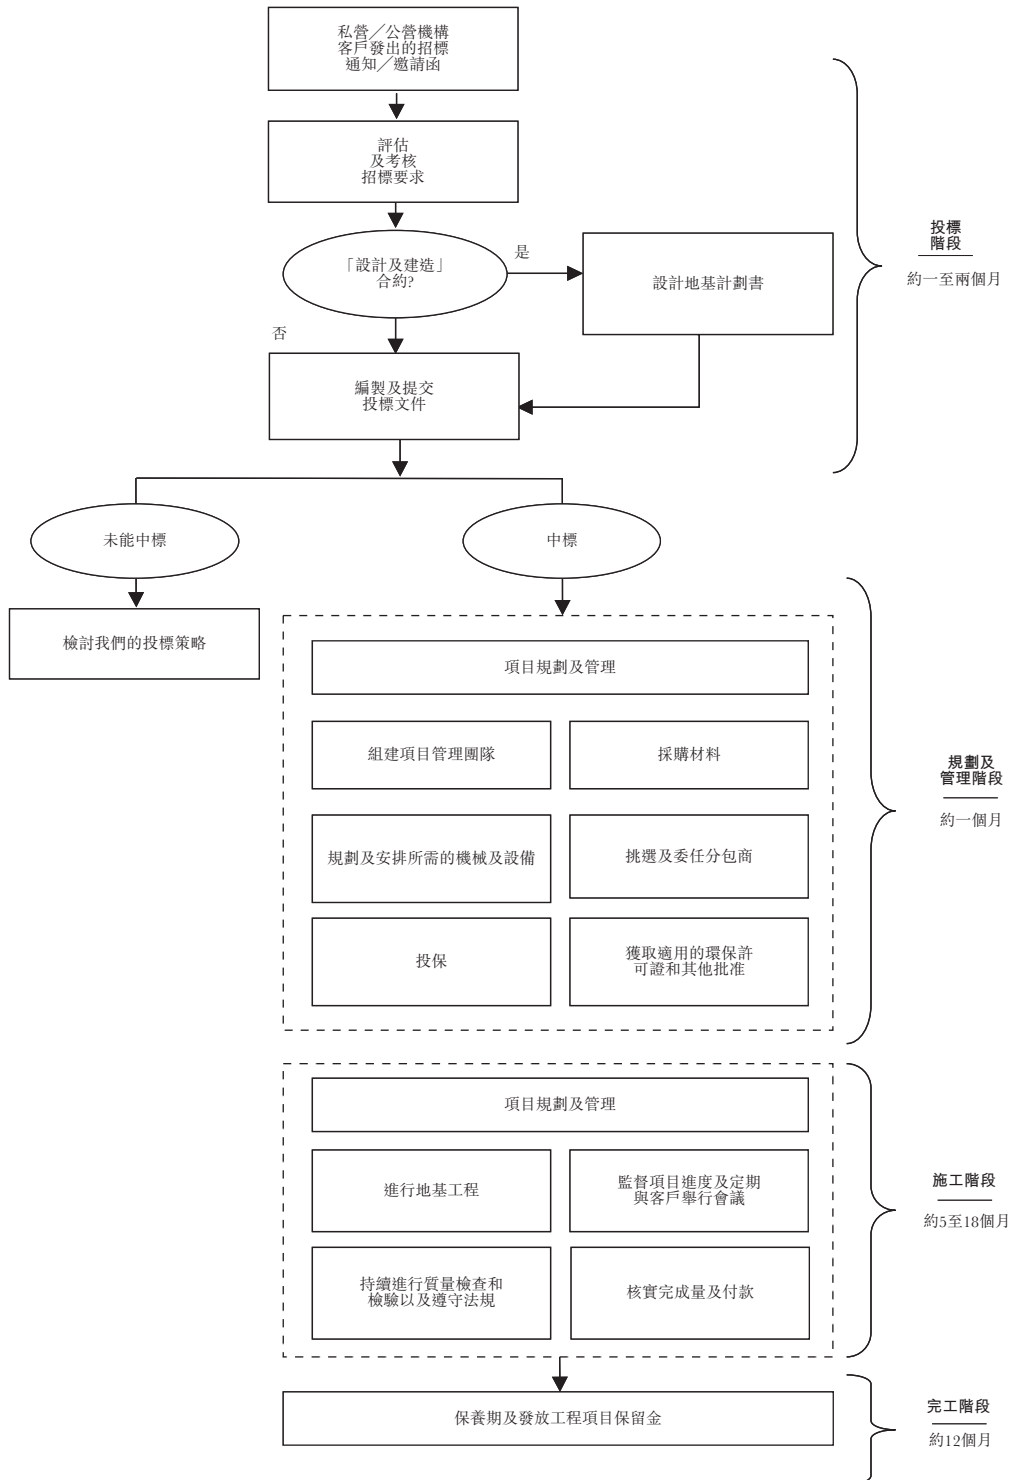 私營╱公營機構
客戶發出的招標
通知╱邀請函
評估
及考核
招標要求
「設計及建造」
合約?
是
設計地基計劃書
否
編製及提交
投標文件
投標
階段
約一至兩個月
未能中標
中標
檢討我們的投標策略
項目規劃及管理
組建項目管理團隊
採購材料
規劃及安排所需的機械及設備
挑選及委任分包商
投保
獲取適用的環保許
可證和其他批准
規劃及
管理階段
約一個月
項目規劃及管理
進行地基工程
監督項目進度及定期
與客戶舉行會議
持續進行質量檢查和
檢驗以及遵守法規
核實完成量及付款
施工階段
約5至18個月
保養期及發放工程項目保留金
完工階段
約12個月